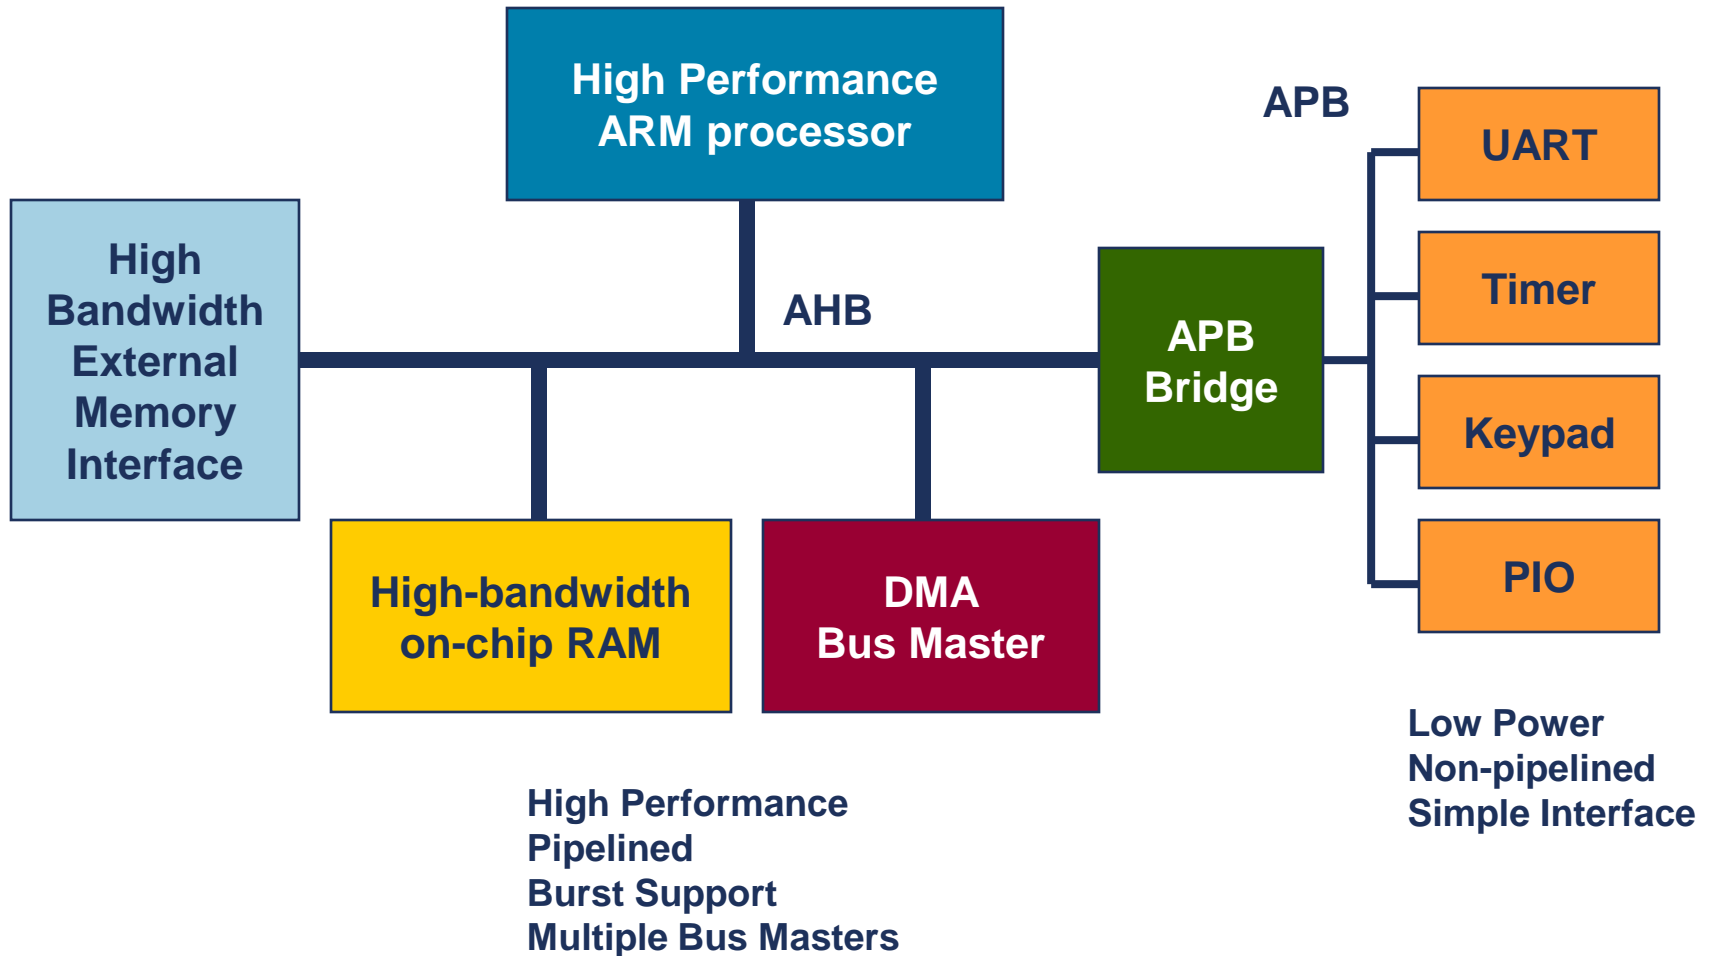 High Performance
ARM processor
APB
UART
High
Bandwidth
External
Memory
Interface
AHB
APB
Bridge
Timer
Keypad
High-bandwidth
on-chip RAM
DMA
Bus Master
PIO
Low Power
Non-pipelined
Simple Interface
High Performance
Pipelined
Burst Support
Multiple Bus Masters